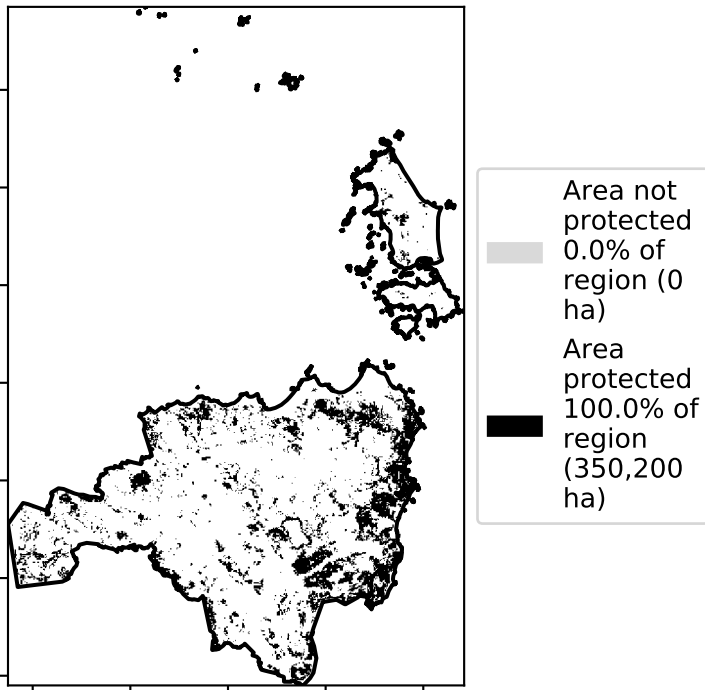 Area not
protected
0.0% of
region (0
ha)
Area
protected
100.0% of
region
(350,200
ha)